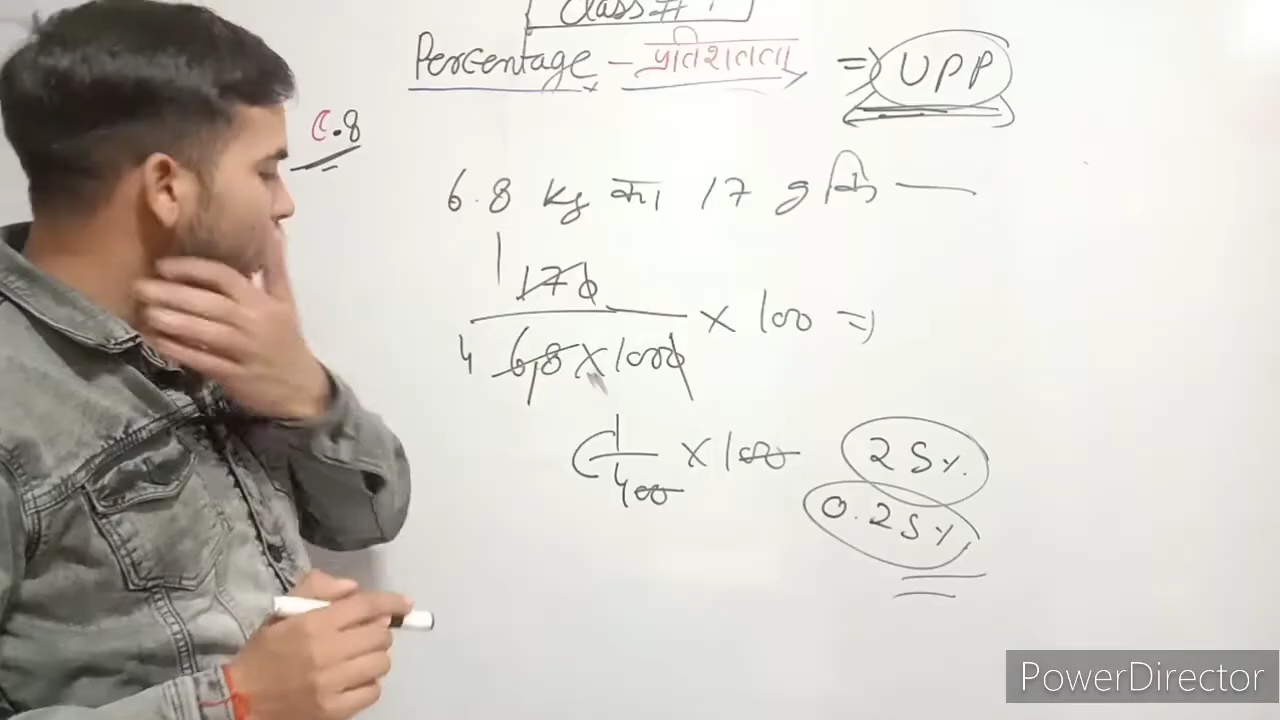 Class # 1
Percentage - प्रतिशतता => UPP
C.8
6.8 kg का 17 g कि —
1
170
4 6.8 x 1000 x 100 =>
1
400 x 100
25%.
0.25%
PowerDirector